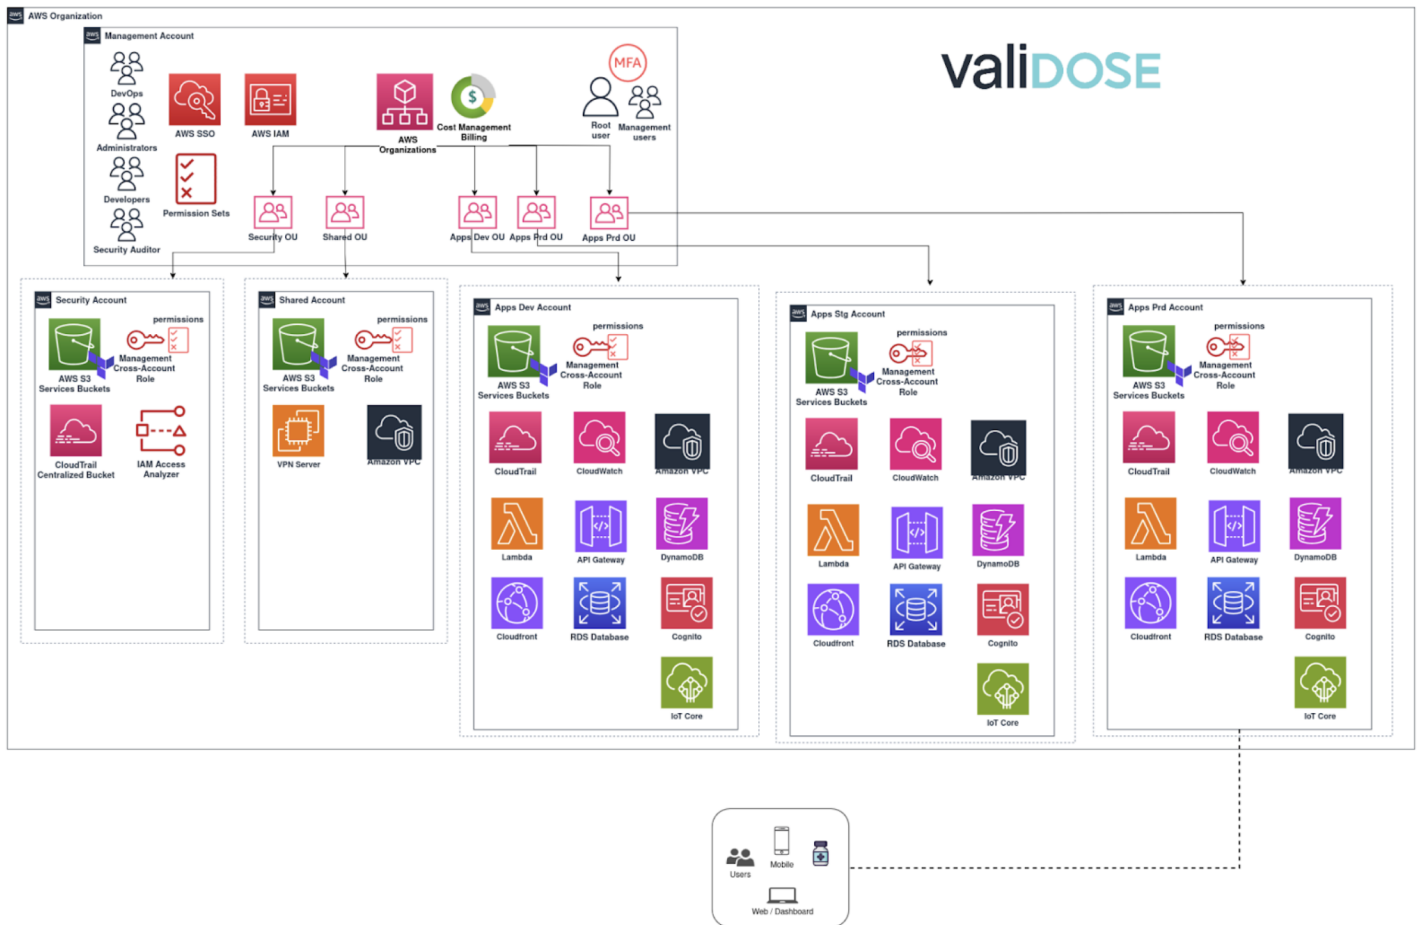 AWS Organization
aws
Management Account
aws
valiDOSE
DevOps
Administrators
Developers
Security Auditor
AWS SSO
AWS IAM
Permission Sets
AWS
Organizations
$
Cost Management
Billing
MFA
Root
user
Management
users
Security OU
Shared OU
Apps Dev OU
Apps Prd OU
Apps Prd OU
aws
Security Account
permissions
AWS S3
Services Buckets
Management
Cross-Account
Role
CloudTrail
Centralized Bucket
IAM Access
Analyzer
aws
Shared Account
permissions
AWS S3
Services Buckets
Management
Cross-Account
Role
VPN Server
Amazon VPC
aws
Apps Dev Account
permissions
AWS S3
Services Buckets
Management
Cross-Account
Role
CloudTrail
CloudWatch
Amazon VPC
Lambda
API Gateway
DynamoDB
Cloudfront
RDS Database
Cognito
IoT Core
aws
Apps Stg Account
permissions
AWS S3
Services Buckets
Management
Cross-Account
Role
CloudTrail
CloudWatch
Amazon VPC
Lambda
API Gateway
DynamoDB
Cloudfront
RDS Database
Cognito
IoT Core
aws
Apps Prd Account
permissions
AWS S3
Services Buckets
Management
Cross-Account
Role
CloudTrail
CloudWatch
Amazon VPC
Lambda
API Gateway
DynamoDB
Cloudfront
RDS Database
Cognito
IoT Core
Users
Mobile
Web / Dashboard